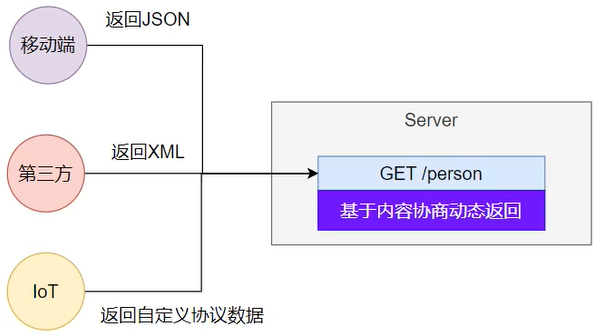 返回JSON
移动端
Server
返回XML
第三方
GET /person
基于内容协商动态返回
IoT
返回自定义协议数据